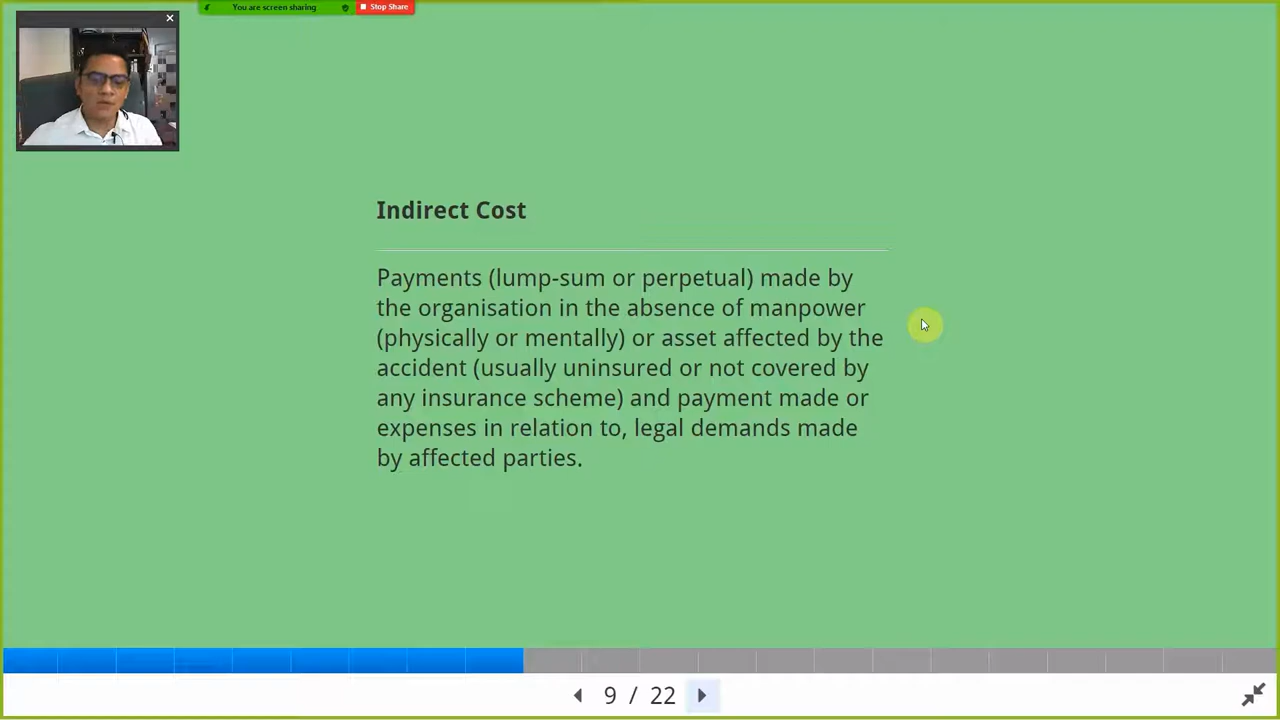 You are screen sharing
Stop Share
Indirect Cost
Payments (lump-sum or perpetual) made by
the organisation in the absence of manpower
(physically or mentally) or asset affected by the
accident (usually uninsured or not covered by
any insurance scheme) and payment made or
expenses in relation to, legal demands made
by affected parties.
9 / 22